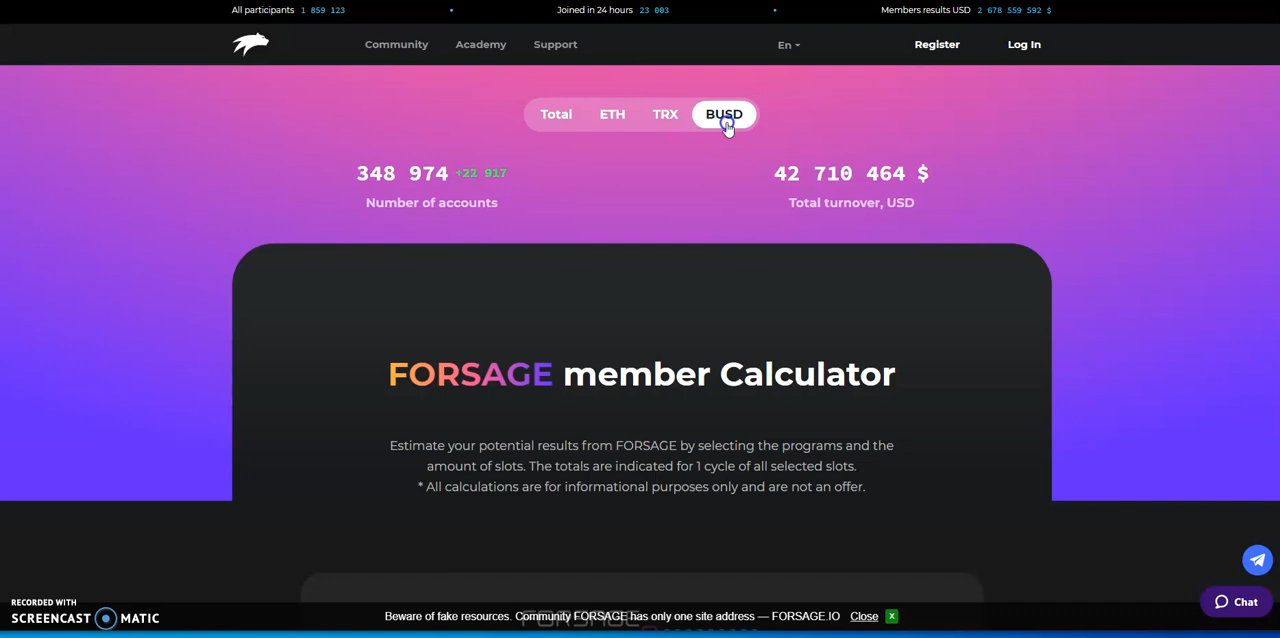 All participants 1 859 123 • Joined in 24 hours 23 003 • Members results USD 2 678 559 592 $
Community Academy Support En Register Log In
Total ETH TRX BUSD
348 974 +22 917 42 710 464 $
Number of accounts Total turnover, USD
FORSAGE member Calculator
Estimate your potential results from FORSAGE by selecting the programs and the
amount of slots. The totals are indicated for 1 cycle of all selected slots.
* All calculations are for informational purposes only and are not an offer.
Chat
RECORDED WITH
SCREENCAST MATIC
Beware of fake resources. Community FORSAGE has only one site address — FORSAGE.IO Close x
FORSAGE